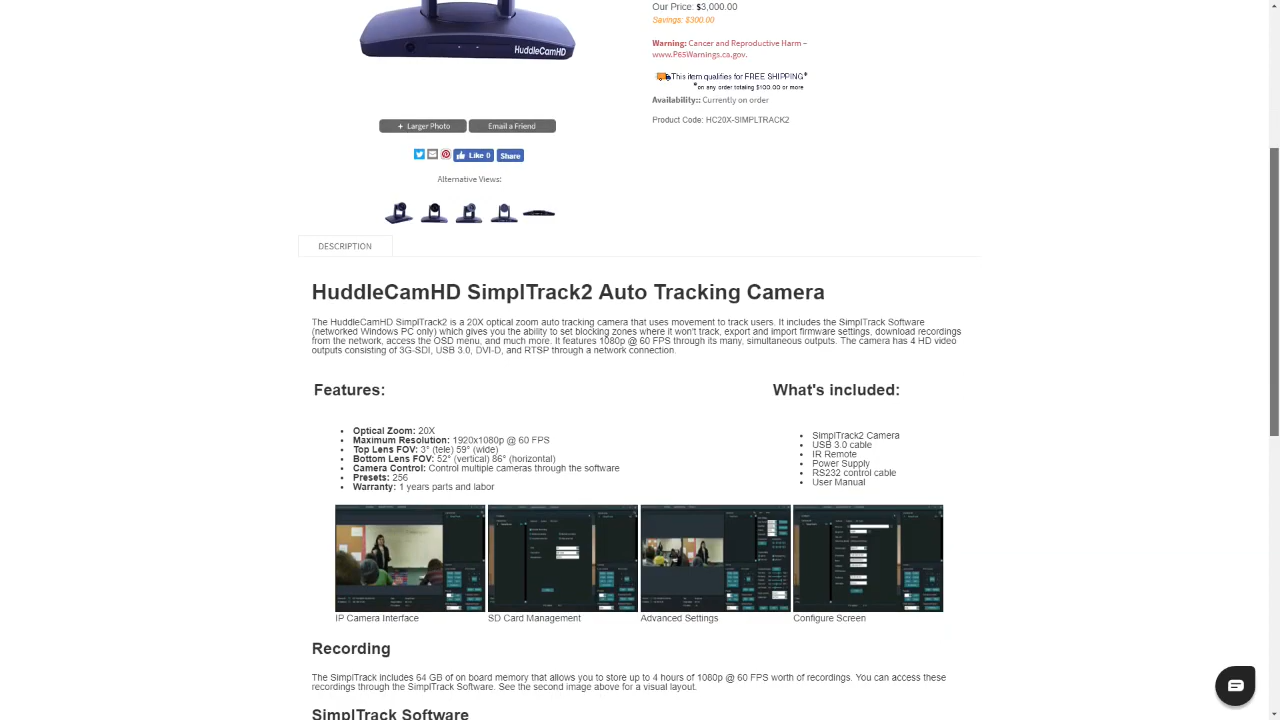 HuddleCamHD
Our Price: $3,000.00
Savings: $300.00
Warning: Cancer and Reproductive Harm –
www.P65Warnings.ca.gov.
This item qualifies for FREE SHIPPING*
*on any order totaling $100.00 or more
Availability:: Currently on order
Product Code: HC20X-SIMPLTRACK2
+ Larger Photo
Email a Friend
Like 0
Share
Alternative Views:
DESCRIPTION
HuddleCamHD SimplTrack2 Auto Tracking Camera
The HuddleCamHD SimplTrack2 is a 20X optical zoom auto tracking camera that uses movement to track users. It includes the SimplTrack Software
(networked Windows PC only) which gives you the ability to set blocking zones where it won't track, export and import firmware settings, download recordings
from the network, access the OSD menu, and much more. It features 1080p @ 60 FPS through its many, simultaneous outputs. The camera has 4 HD video
outputs consisting of 3G-SDI, USB 3.0, DVI-D, and RTSP through a network connection.
Features:
• Optical Zoom: 20X
• Maximum Resolution: 1920x1080p @ 60 FPS
• Top Lens FOV: 3° (tele) 59° (wide)
• Bottom Lens FOV: 52° (vertical) 86° (horizontal)
• Camera Control: Control multiple cameras through the software
• Presets: 256
• Warranty: 1 years parts and labor
What's included:
• SimplTrack2 Camera
• USB 3.0 cable
• IR Remote
• Power Supply
• RS232 control cable
• User Manual
IP Camera Interface
SD Card Management
Advanced Settings
Configure Screen
Recording
The SimplTrack includes 64 GB of on board memory that allows you to store up to 4 hours of 1080p @ 60 FPS worth of recordings. You can access these
recordings through the SimplTrack Software. See the second image above for a visual layout.
SimplTrack Software